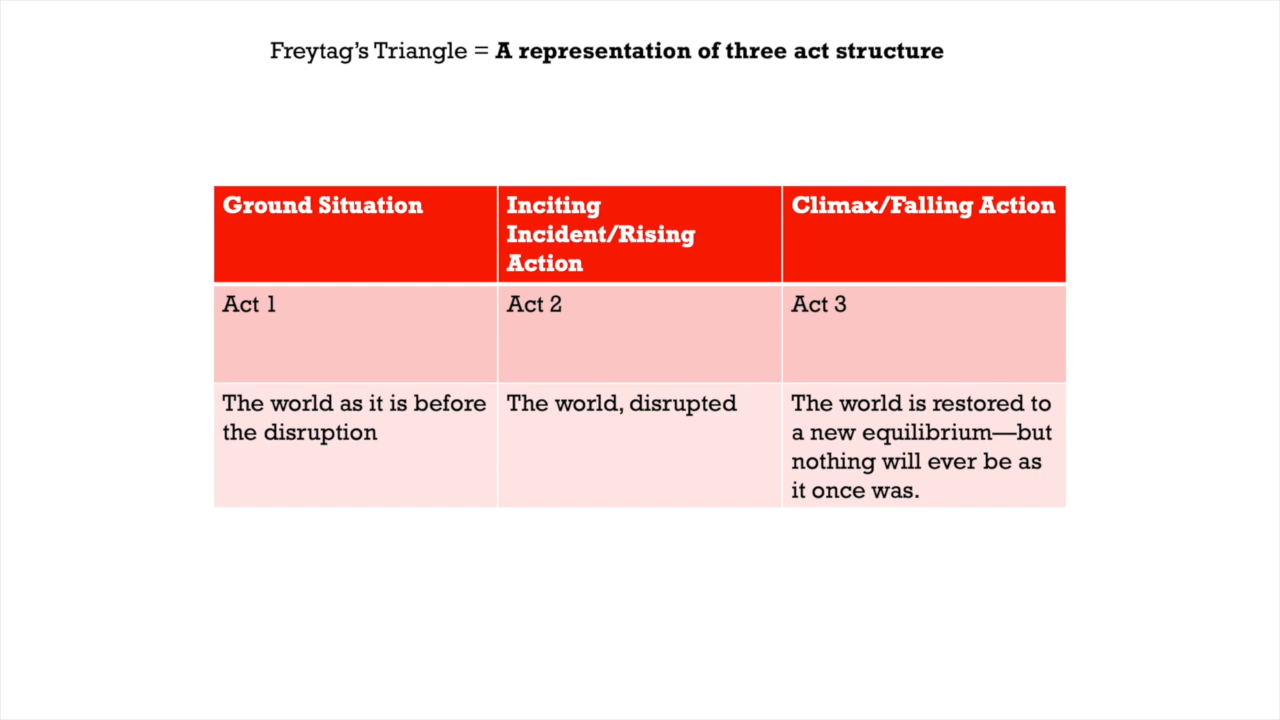 Freytag’s Triangle = A representation of three act structure
Ground Situation
Inciting
Incident/Rising
Action
Climax/Falling Action
Act 1
Act 2
Act 3
The world as it is before
the disruption
The world, disrupted
The world is restored to
a new equilibrium—but
nothing will ever be as
it once was.